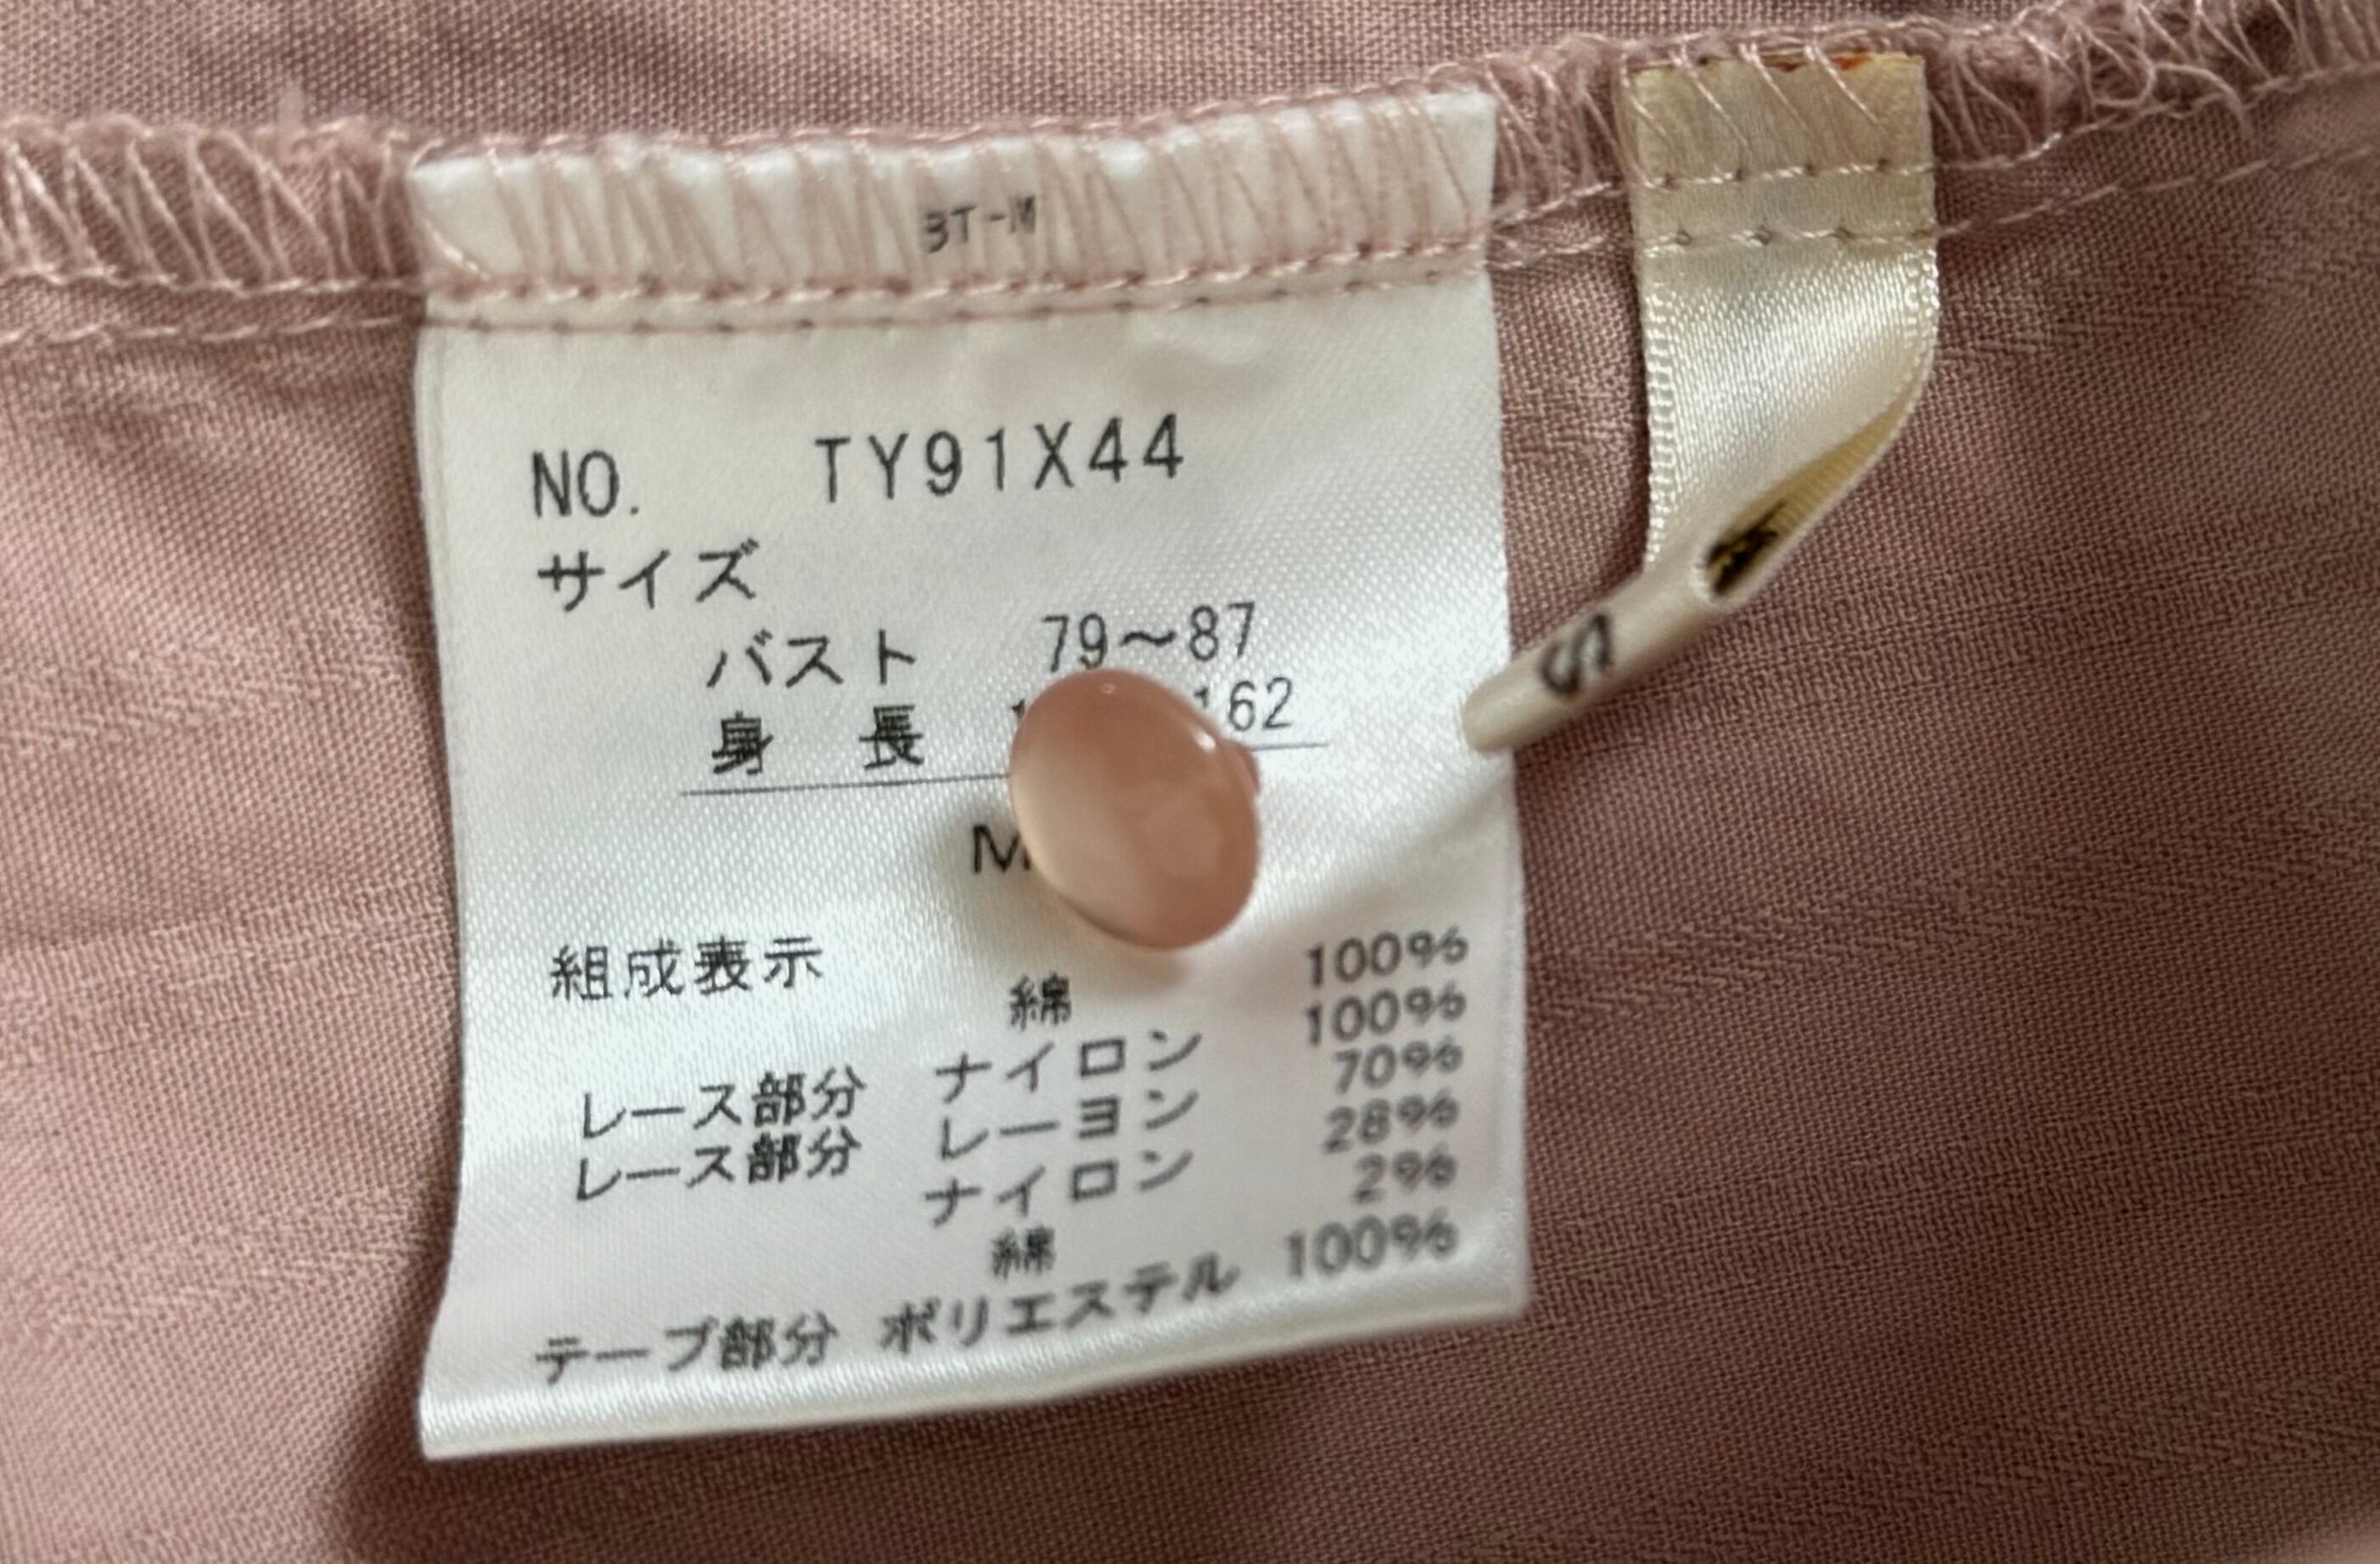 3T-M
NO. TY91X44
サイズ
バスト 79～87
身 長 162
M
組成表示
綿 100%
レース部分 ナイロン 100%
レース部分 レーヨン 70%
ナイロン 28%
綿 2%
テープ部分 ポリエステル 100%
S